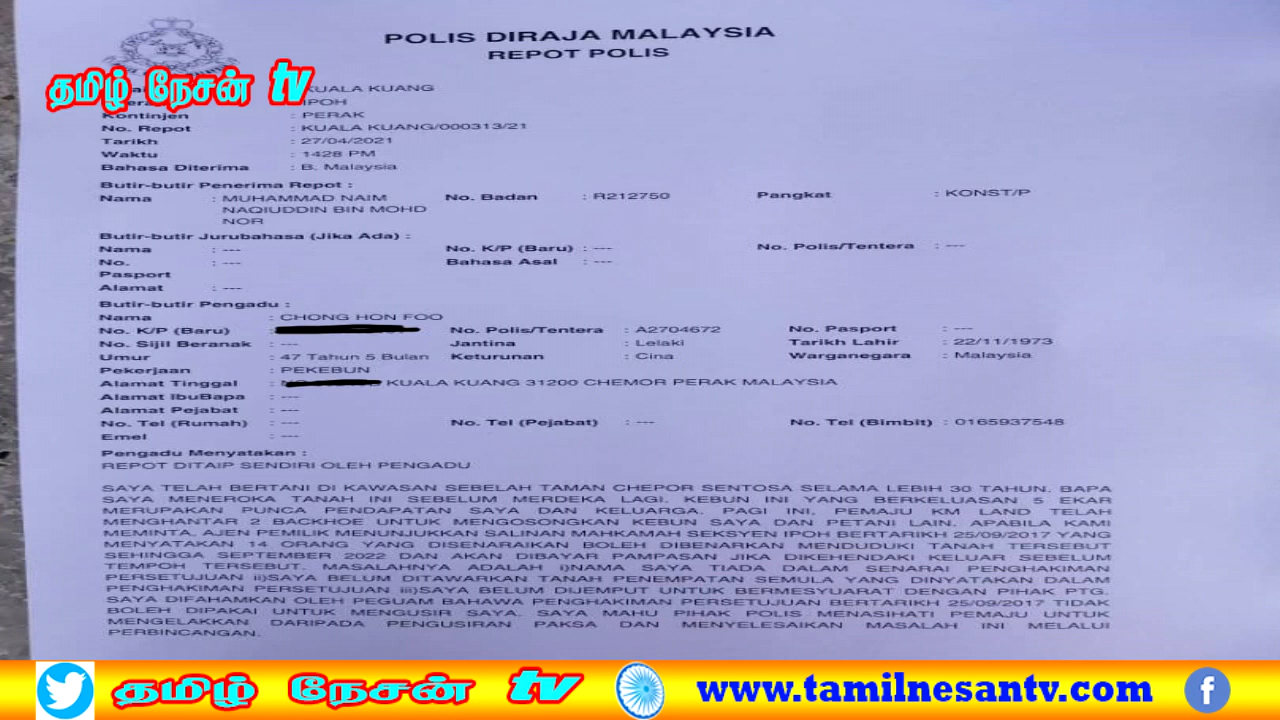 POLIS DIRAJA MALAYSIA
REPOT POLIS
தமிழ் நேசன் tv
: KUALA KUANG
: IPOH
Kontinjen : PERAK
No. Repot : KUALA KUANG/000313/21
Tarikh : 27/04/2021
Waktu : 1428 PM
Bahasa Diterima : B. Malaysia
Butir-butir Penerima Repot :
Nama : MUHAMMAD NAIM No. Badan : R212750 Pangkat : KONST/P
NAQIUDDIN BIN MOHD
NOR
Butir-butir Jurubahasa (Jika Ada) :
Nama : --- No. K/P (Baru) : --- No. Polis/Tentera : ---
No. : --- Bahasa Asal : ---
Pasport
Alamat : ---
Butir-butir Pengadu :
Nama : CHONG HON FOO
No. K/P (Baru) : No. Polis/Tentera : A2704672 No. Pasport : ---
No. Sijil Beranak : --- Jantina : Lelaki Tarikh Lahir : 22/11/1973
Umur : 47 Tahun 5 Bulan Keturunan : Cina Warganegara : Malaysia
Pekerjaan : PEKEBUN
Alamat Tinggal : KUALA KUANG 31200 CHEMOR PERAK MALAYSIA
Alamat IbuBapa : ---
Alamat Pejabat : ---
No. Tel (Rumah) : --- No. Tel (Pejabat) : --- No. Tel (Bimbit) : 0165937548
Emel : ---
Pengadu Menyatakan :
REPOT DITAIP SENDIRI OLEH PENGADU
SAYA TELAH BERTANI DI KAWASAN SEBELAH TAMAN CHEPOR SENTOSA SELAMA LEBIH 30 TAHUN. BAPA
SAYA MENEROKA TANAH INI SEBELUM MERDEKA LAGI. KEBUN INI YANG BERKELUASAN 5 EKAR
MERUPAKAN PUNCA PENDAPATAN SAYA DAN KELUARGA. PAGI INI, PEMAJU KM LAND TELAH
MENGHANTAR 2 BACKHOE UNTUK MENGOSONGKAN KEBUN SAYA DAN PETANI LAIN. APABILA KAMI
MEMINTA, AJEN PEMILIK MENUNJUKKAN SALINAN MAHKAMAH SEKSYEN IPOH BERTARIKH 25/09/2017 YANG
MENYATAKAN 14 ORANG YANG DISENARAIKAN BOLEH DIBENARKAN MENDUDUKI TANAH TERSEBUT
SEHINGGA SEPTEMBER 2022 DAN AKAN DIBAYAR PAMPASAN JIKA DIKEHENDAKI KELUAR SEBELUM
TEMPOH TERSEBUT. MASALAHNYA ADALAH i)NAMA SAYA TIADA DALAM SENARAI PENGHAKIMAN
PERSETUJUAN ii)SAYA BELUM DITAWARKAN TANAH PENEMPATAN SEMULA YANG DINYATAKAN DALAM
PENGHAKIMAN PERSETUJUAN iii)SAYA BELUM DIJEMPUT UNTUK BERMESYUARAT DENGAN PIHAK PTG.
SAYA DIFAHAMKAN OLEH PEGUAM BAHAWA PENGHAKIMAN PERSETUJUAN BERTARIKH 25/09/2017 TIDAK
BOLEH DIPAKAI UNTUK MENGUSIR SAYA. SAYA MAHU PIHAK POLIS MENASIHATI PEMAJU UNTUK
MENGELAKKAN DARIPADA PENGUSIRAN PAKSA DAN MENYELESAIKAN MASALAH INI MELALUI
PERBINCANGAN.
தமிழ் நேசன் tv www.tamilnesantv.com f